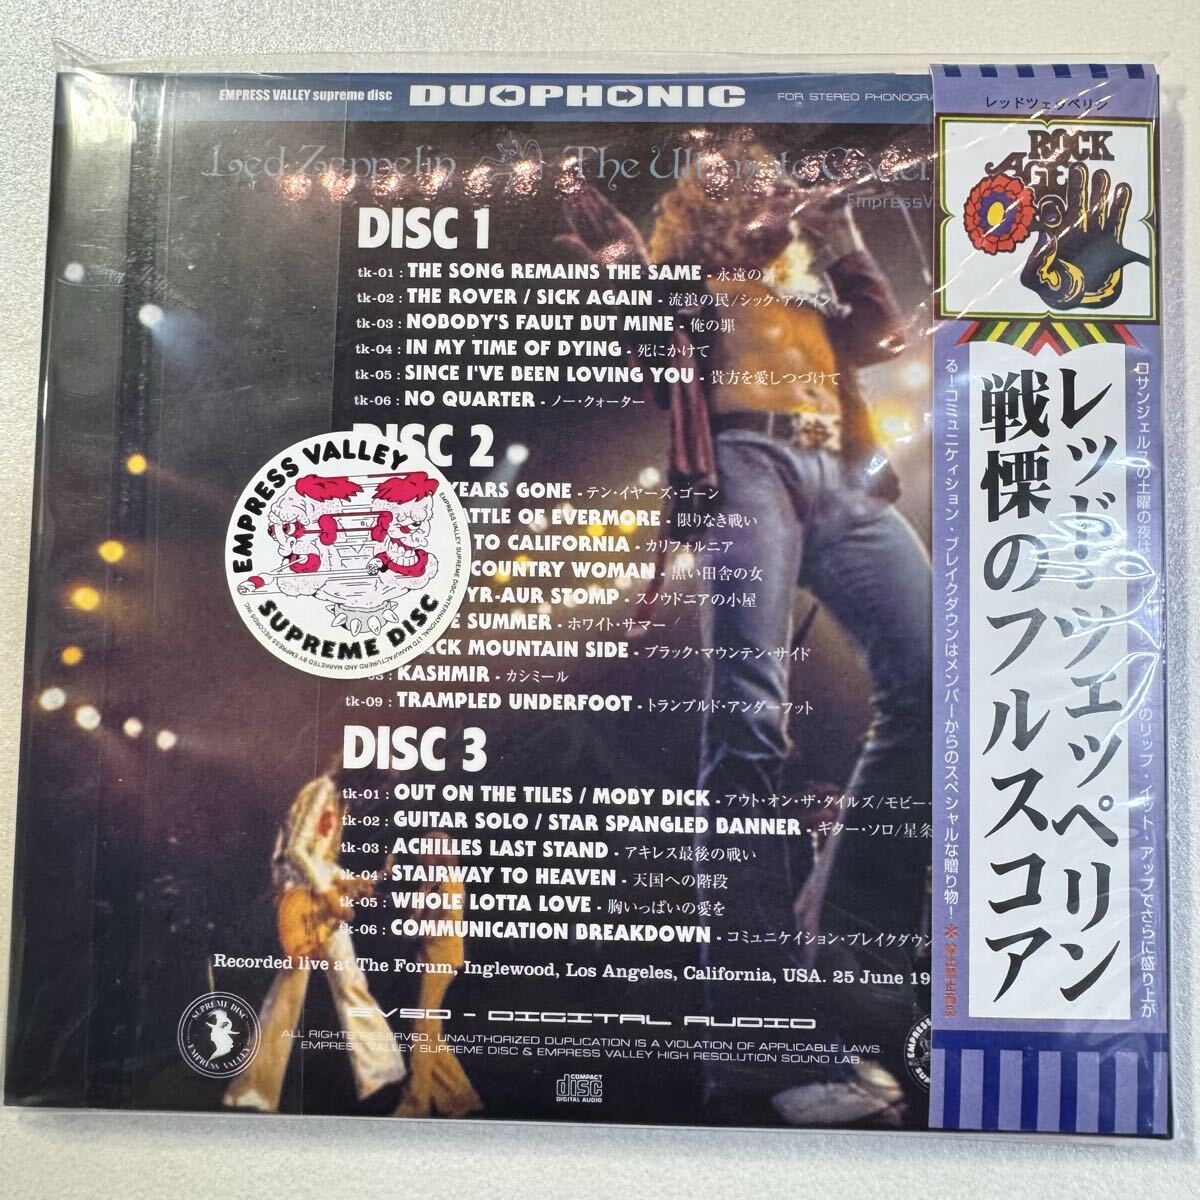 EMPRESS VALLEY supreme disc DUOPHONIC FOR STEREO PHONOGRA
Led Zeppelin The Ultimate
EmpressV
DISC 1
tk-01 : THE SONG REMAINS THE SAME - 永遠の詩
tk-02 : THE ROVER / SICK AGAIN - 流浪の民/シック・アゲイン
tk-03 : NOBODY'S FAULT BUT MINE - 俺の罪
tk-04 : IN MY TIME OF DYING - 死にかけて
tk-05 : SINCE I'VE BEEN LOVING YOU - 貴方を愛しつづけて
tk-06 : NO QUARTER - ノー・クォーター
DISC 2
YEARS GONE - テン・イヤーズ・ゴーン
ATTLE OF EVERMORE - 限りなき戦い
TO CALIFORNIA - カリフォルニア
COUNTRY WOMAN - 黒い田舎の女
YR-AUR STOMP - スノウドニアの小屋
E SUMMER - ホワイト・サマー
ACK MOUNTAIN SIDE - ブラック・マウンテン・サイド
KASHMIR - カシミール
tk-09 : TRAMPLED UNDERFOOT - トランプルド・アンダーフット
DISC 3
tk-01 : OUT ON THE TILES / MOBY DICK - アウト・オン・ザ・タイルズ/モビー・
tk-02 : GUITAR SOLO / STAR SPANGLED BANNER - ギター・ソロ/星条
tk-03 : ACHILLES LAST STAND - アキレス最後の戦い
tk-04 : STAIRWAY TO HEAVEN - 天国への階段
tk-05 : WHOLE LOTTA LOVE - 胸いっぱいの愛を
tk-06 : COMMUNICATION BREAKDOWN - コミュニケイション・ブレイクダウン
Recorded live at The Forum, Inglewood, Los Angeles, California, USA. 25 June 19
EVSD - DIGITAL AUDIO
ALL RIGHTS RESERVED. UNAUTHORIZED DUPLICATION IS A VIOLATION OF APPLICABLE LAWS.
EMPRESS VALLEY SUPREME DISC & EMPRESS VALLEY HIGH RESOLUTION SOUND LAB.
COMPACT
disc
DIGITAL AUDIO
EMPRESS VALLEY
SUPREME DISC
SUPREME DISC
EMPRESS VALLEY
レッドツェッペリン
ROCK
AGE
レッド・ツェッペリン
戦慄のフルスコア
ロサンジェルスの土曜の夜は
のリップ・イット・アップでさらに盛り上が
る!コミュニケイション・ブレイクダウンはメンバーからのスペシャルな贈り物!